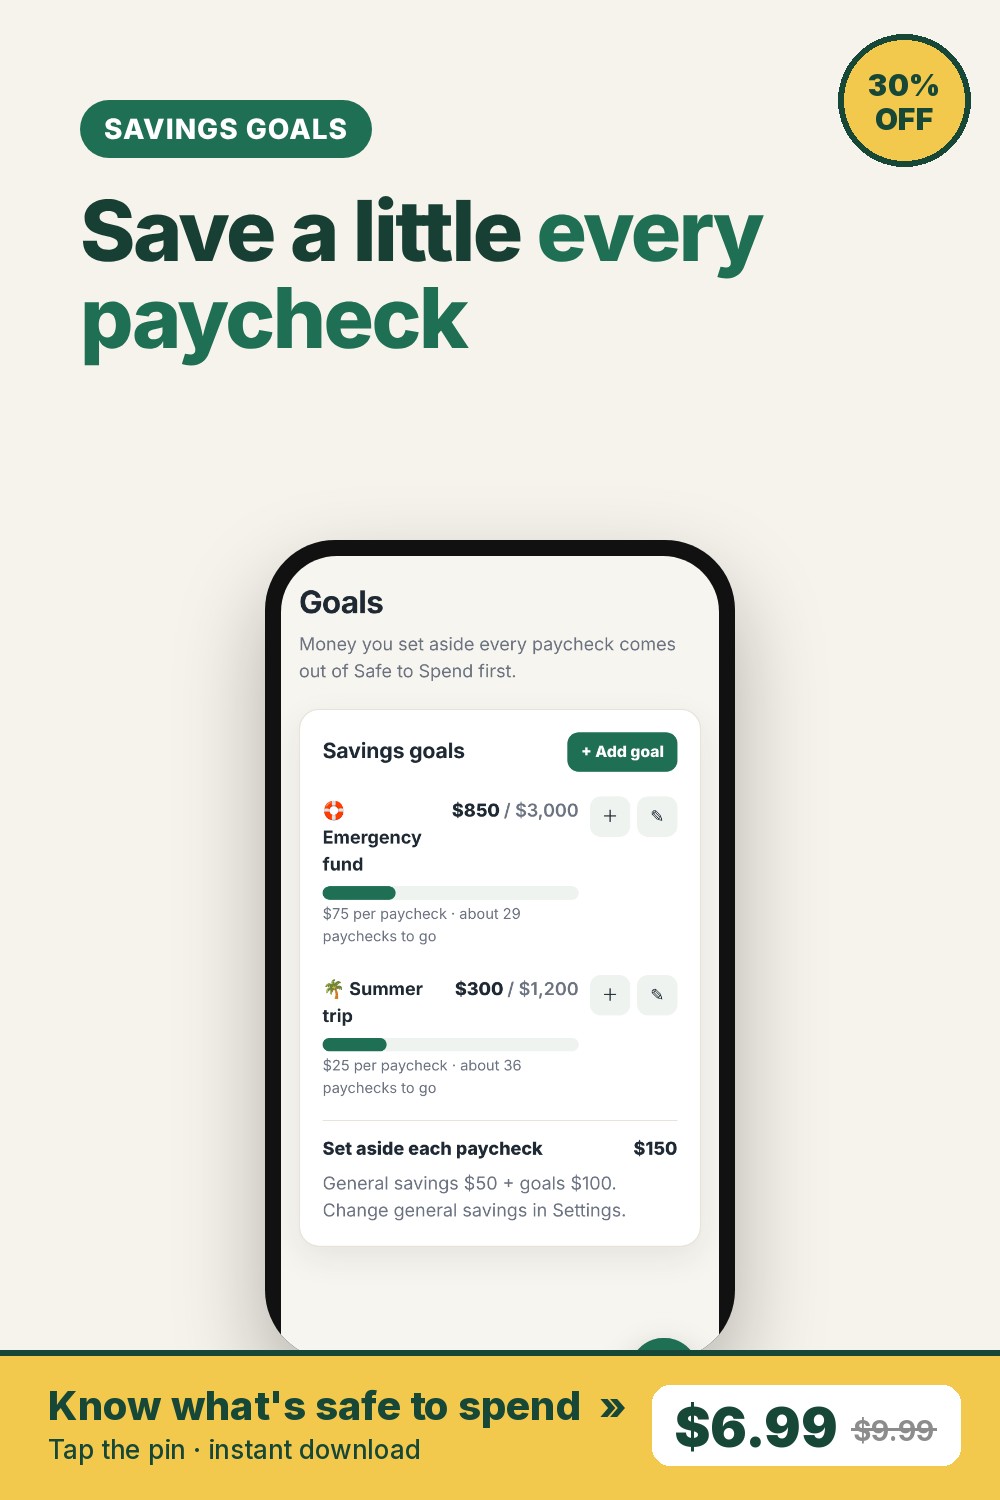 30%
OFF
SAVINGS GOALS
Save a little every
paycheck
Goals
Money you set aside every paycheck comes
out of Safe to Spend first.
Savings goals
+ Add goal
Emergency
fund
$850 / $3,000
$75 per paycheck · about 29
paychecks to go
Summer
trip
$300 / $1,200
$25 per paycheck · about 36
paychecks to go
Set aside each paycheck $150
General savings $50 + goals $100.
Change general savings in Settings.
Know what's safe to spend »
Tap the pin · instant download
$6.99 $9.99